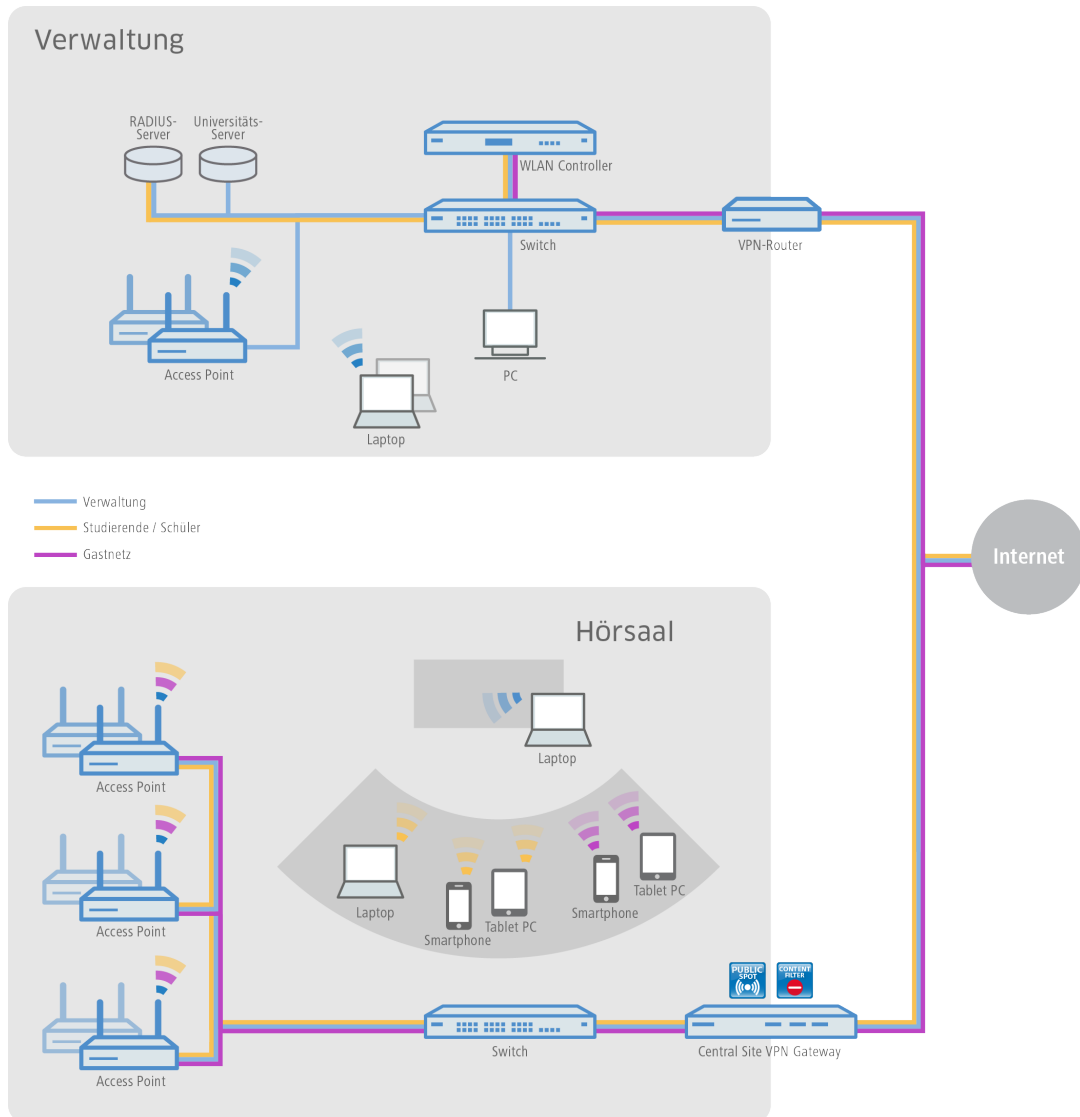 Verwaltung
RADIUS-
Server
Universitäts-
Server
WLAN Controller
Switch
VPN-Router
Access Point
PC
Laptop
Verwaltung
Studierende / Schüler
Gastnetz
Internet
Hörsaal
Laptop
Access Point
Laptop
Smartphone
Tablet PC
Smartphone
Tablet PC
Access Point
PUBLIC
SPOT
CONTENT
FILTER
Switch
Central Site VPN Gateway
Access Point